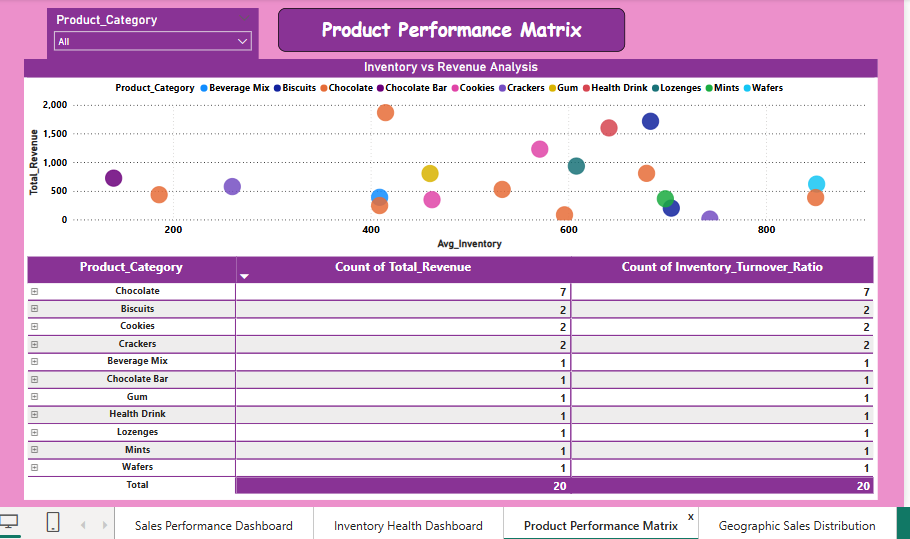 Product_Category
All
Product Performance Matrix
Inventory vs Revenue Analysis
Product_Category Beverage Mix Biscuits Chocolate Chocolate Bar Cookies Crackers Gum Health Drink Lozenges Mints Wafers
Total_Revenue
2,000
1,500
1,000
500
0
200 400 600 800
Avg_Inventory
Product_Category Count of Total_Revenue Count of Inventory_Turnover_Ratio
Chocolate 7 7
Biscuits 2 2
Cookies 2 2
Crackers 2 2
Beverage Mix 1 1
Chocolate Bar 1 1
Gum 1 1
Health Drink 1 1
Lozenges 1 1
Mints 1 1
Wafers 1 1
Total 20 20
Sales Performance Dashboard Inventory Health Dashboard Product Performance Matrix x Geographic Sales Distribution